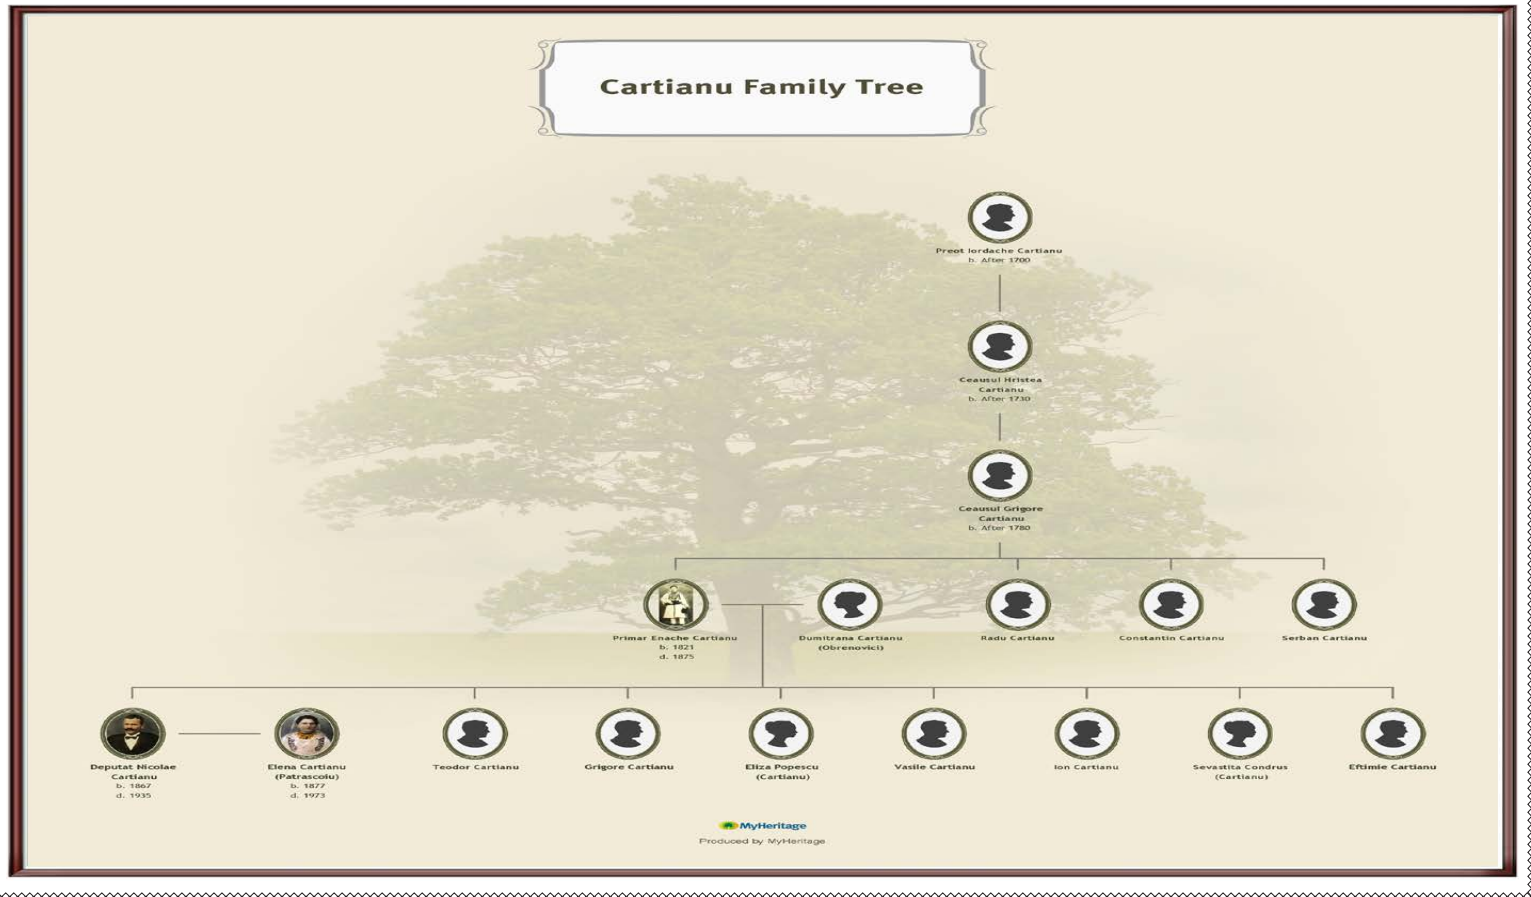 Cartianu Family Tree
Preot Iordache Cartianu
b. After 1700
Ceausul Hristea
Cartianu
b. After 1730
Ceausul Grigore
Cartianu
b. After 1780
Primar Enache Cartianu
b. 1821
d. 1875
Dumitrana Cartianu
(Obrenovici)
Radu Cartianu
Constantin Cartianu
Serban Cartianu
Deputat Nicolae
Cartianu
b. 1867
d. 1935
Elena Cartianu
(Patrascoiu)
b. 1877
d. 1973
Teodor Cartianu
Grigore Cartianu
Eliza Popescu
(Cartianu)
Vasile Cartianu
Ion Cartianu
Sevastita Condrus
(Cartianu)
Eftimie Cartianu
MyHeritage
Produced by MyHeritage